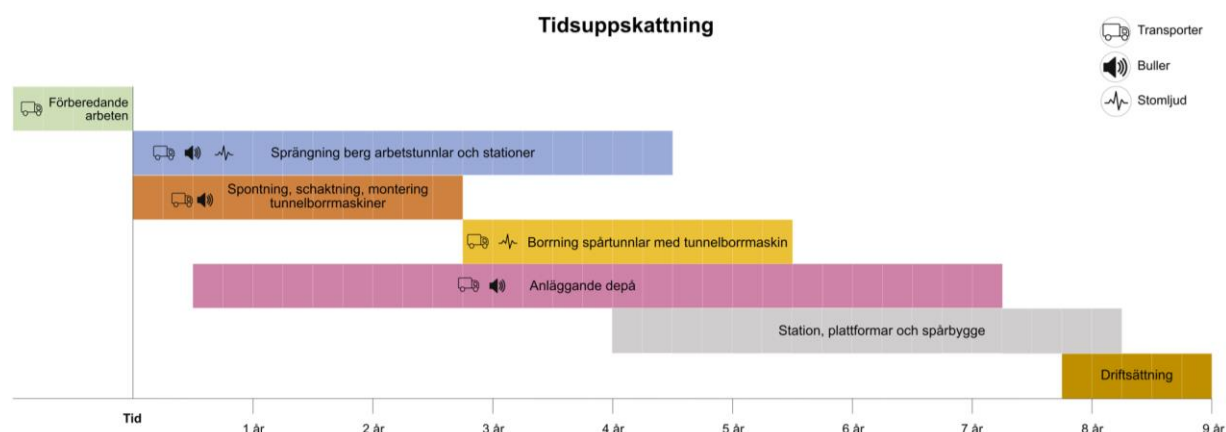 Tidsuppskattning
Transporter
Buller
Stomljud
Förberedande
arbeten
Sprängning berg arbetstunnlar och stationer
Spontning, schaktning, montering
tunnelborrmaskiner
Borrning spårtunnlar med tunnelborrmaskin
Anläggande depå
Station, plattformar och spårbygge
Driftsättning
Tid
1 år 2 år 3 år 4 år 5 år 6 år 7 år 8 år 9 år